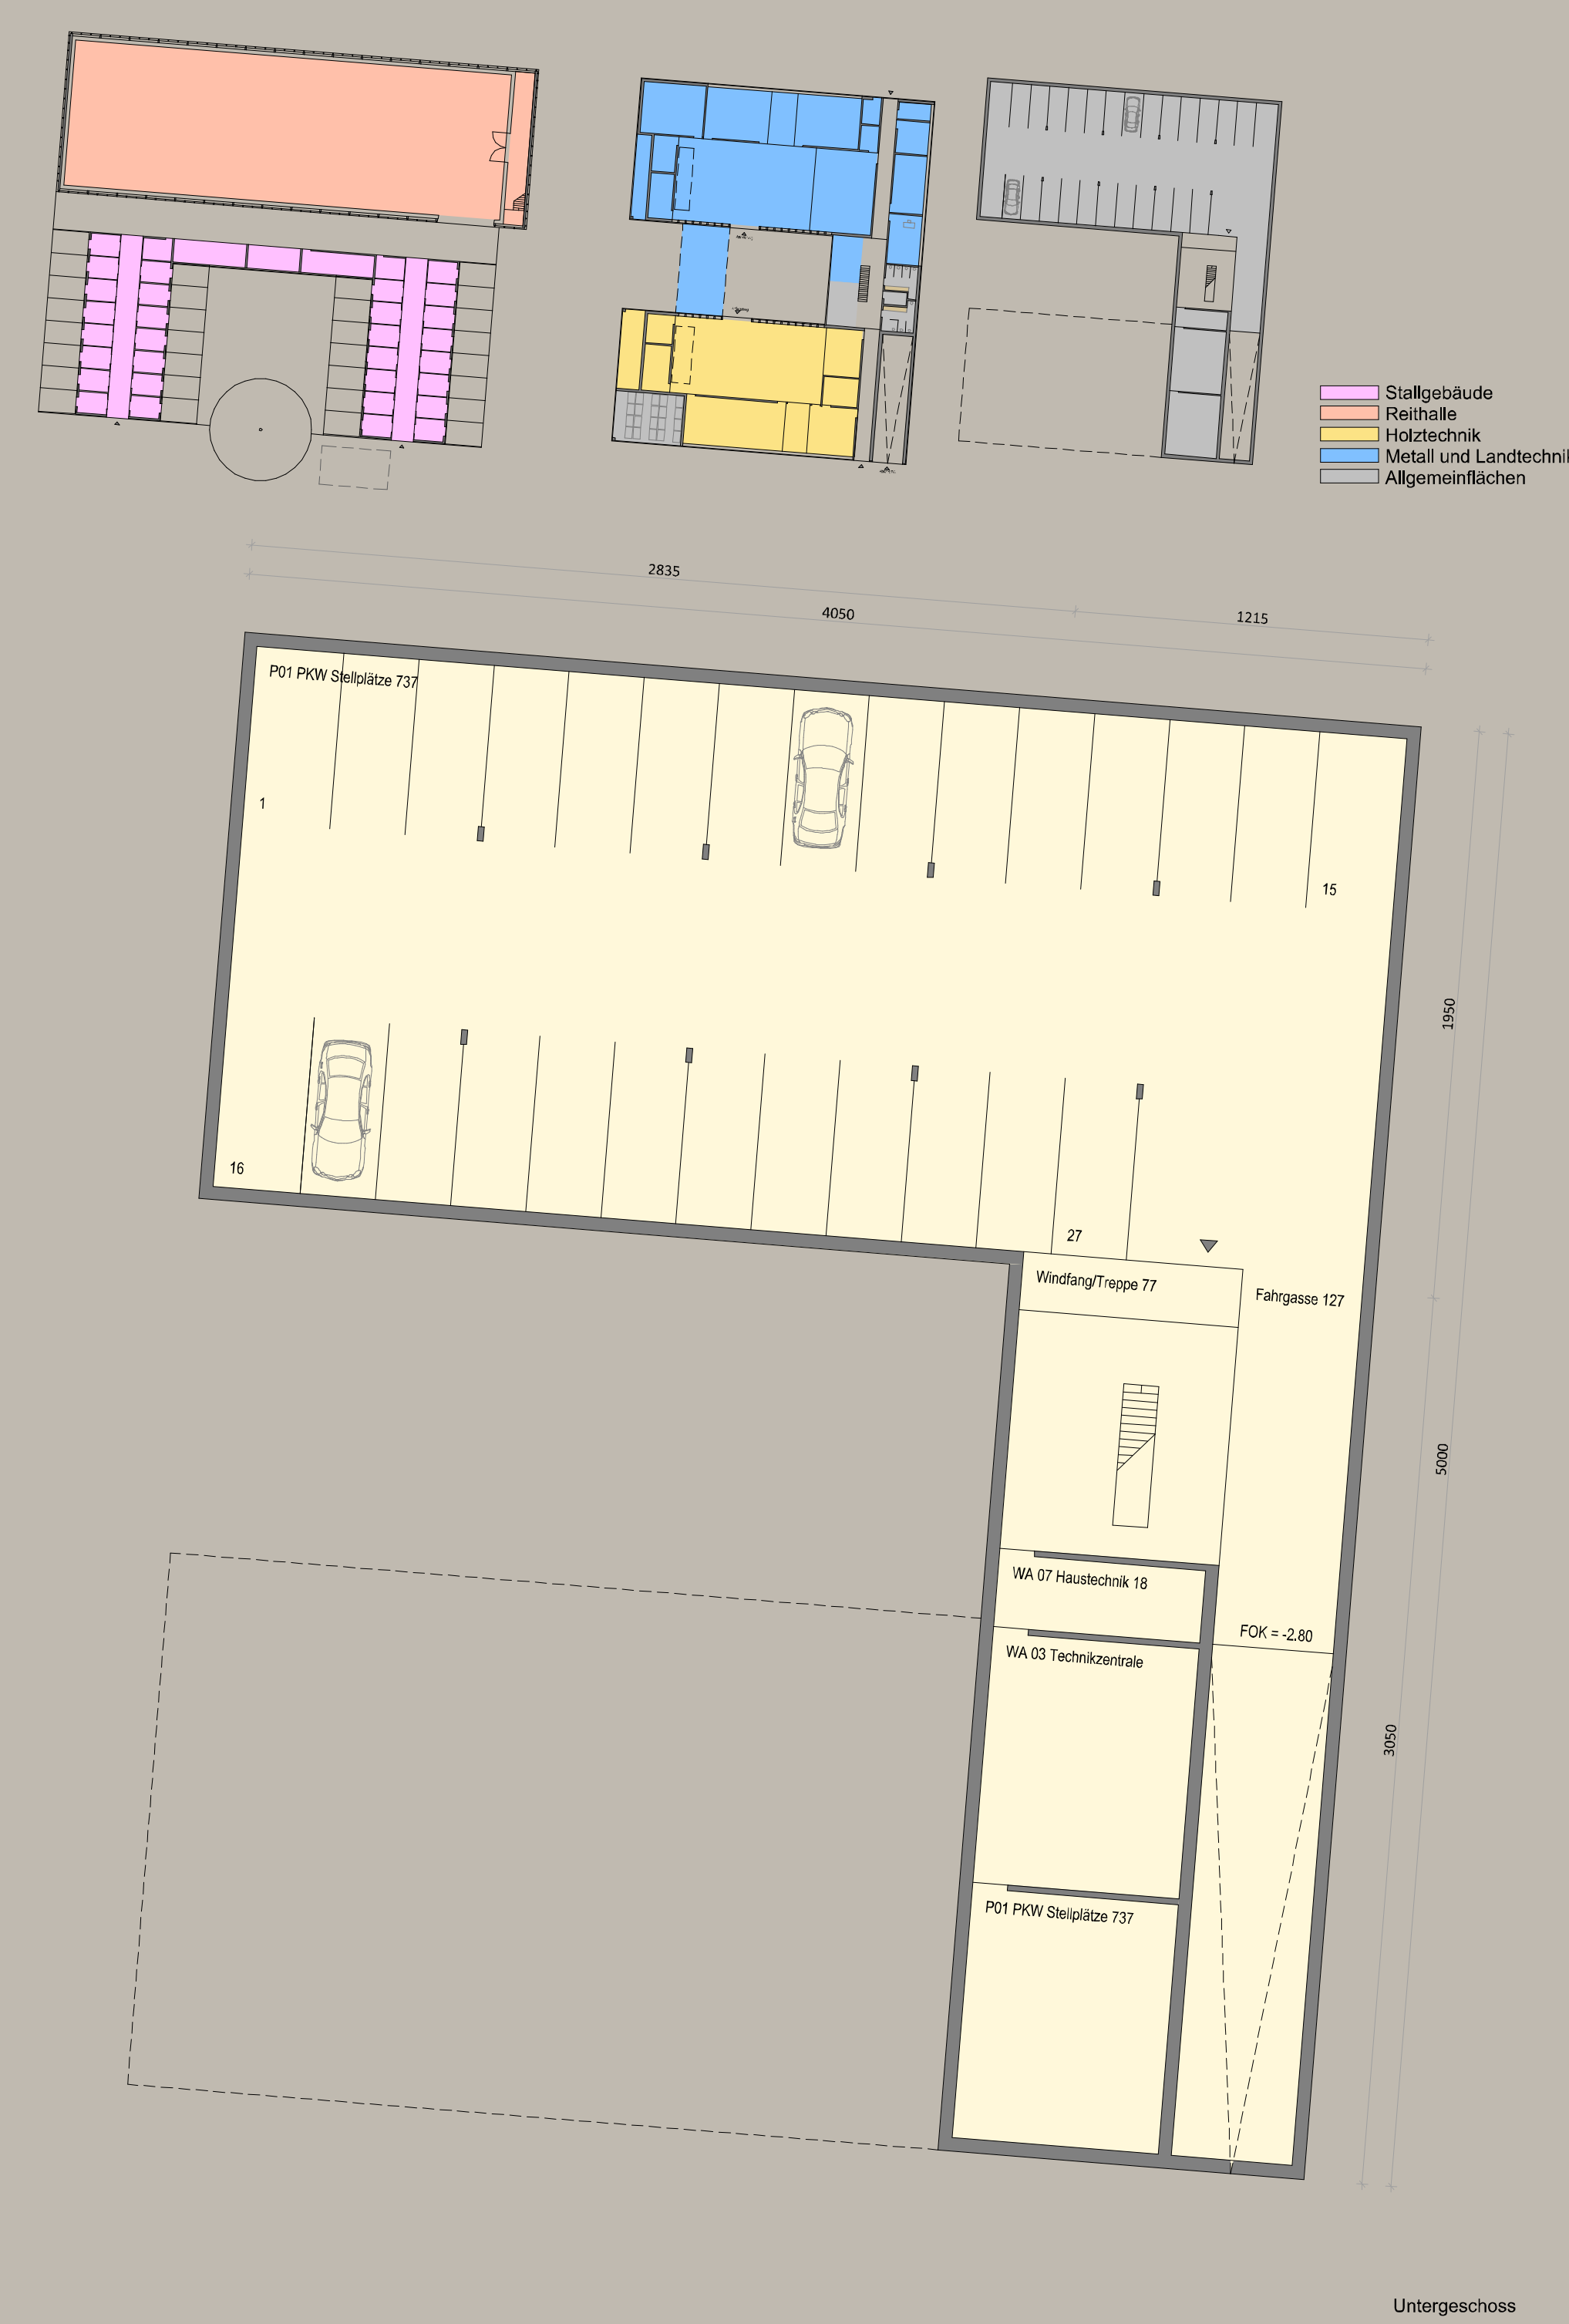 Stallgebäude
Reithalle
Holztechnik
Metall und Landtechnik
Allgemeinflächen
2835
4050
1215
P01 PKW Stellplätze 737
1
15
1950
16
27
Windfang/Treppe 77
Fahrgasse 127
5000
WA 07 Haustechnik 18
FOK = -2.80
WA 03 Technikzentrale
3050
P01 PKW Stellplätze 737
Untergeschoss